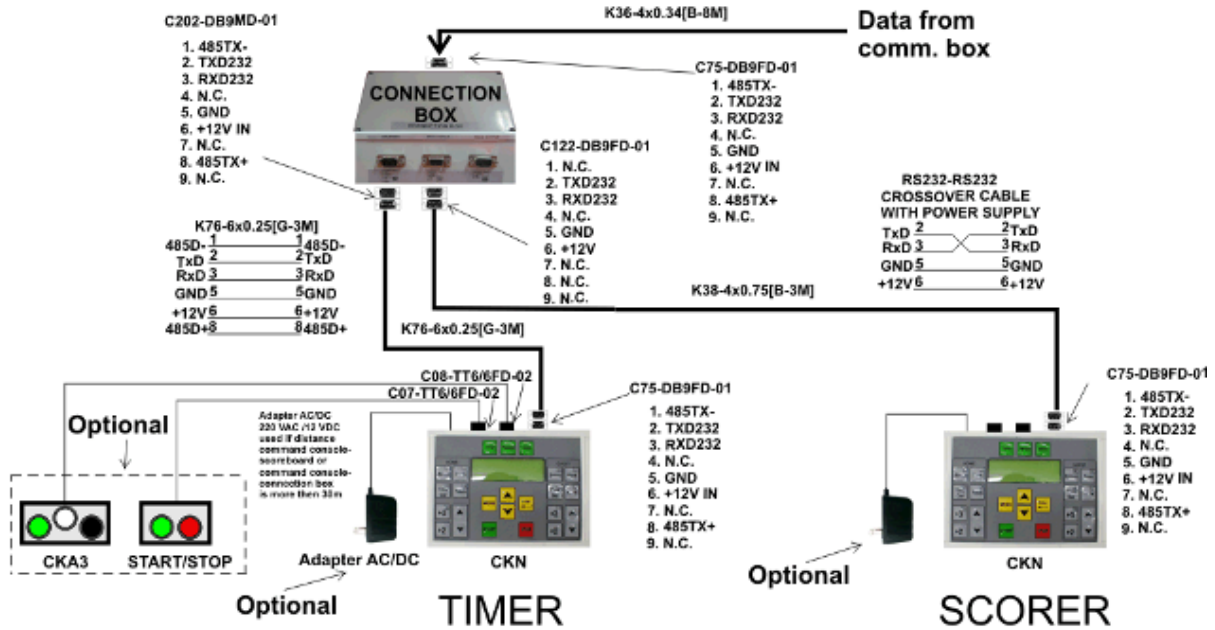 C202-DB9MD-01
1. 485TX-
2. TXD232
3. RXD232
4. N.C.
5. GND
6. +12V IN
7. N.C.
8. 485TX+
9. N.C.
K36-4x0.34[B-8M]
Data from
comm. box
CONNECTION
BOX
C75-DB9FD-01
1. 485TX-
2. TXD232
3. RXD232
4. N.C.
5. GND
6. +12V IN
7. N.C.
8. 485TX+
9. N.C.
C122-DB9FD-01
1. N.C.
2. TXD232
3. RXD232
4. N.C.
5. GND
6. +12V
7. N.C.
8. N.C.
9. N.C.
RS232-RS232
CROSSOVER CABLE
WITH POWER SUPPLY
TxD 2 2 TxD
RxD 3 3 RxD
GND 5 5 GND
+12V 6 6 +12V
K76-6x0.25[G-3M]
485D- 1 1 485D-
TxD 2 2 TxD
RxD 3 3 RxD
GND 5 5 GND
+12V 6 6 +12V
485D+ 8 8 485D+
K38-4x0.75[B-3M]
K76-6x0.25[G-3M]
C08-TT6/6FD-02
C07-TT6/6FD-02
C75-DB9FD-01
1. 485TX-
2. TXD232
3. RXD232
4. N.C.
5. GND
6. +12V IN
7. N.C.
8. 485TX+
9. N.C.
C75-DB9FD-01
1. 485TX-
2. TXD232
3. RXD232
4. N.C.
5. GND
6. +12V IN
7. N.C.
8. 485TX+
9. N.C.
Optional
Adapter AC/DC
220 VAC /12 VDC
used if distance
command console-
scoreboard or
command console-
connection box
is more then 30m
CKA3
START/STOP
Adapter AC/DC
Optional
CKN
TIMER
Optional
CKN
SCORER